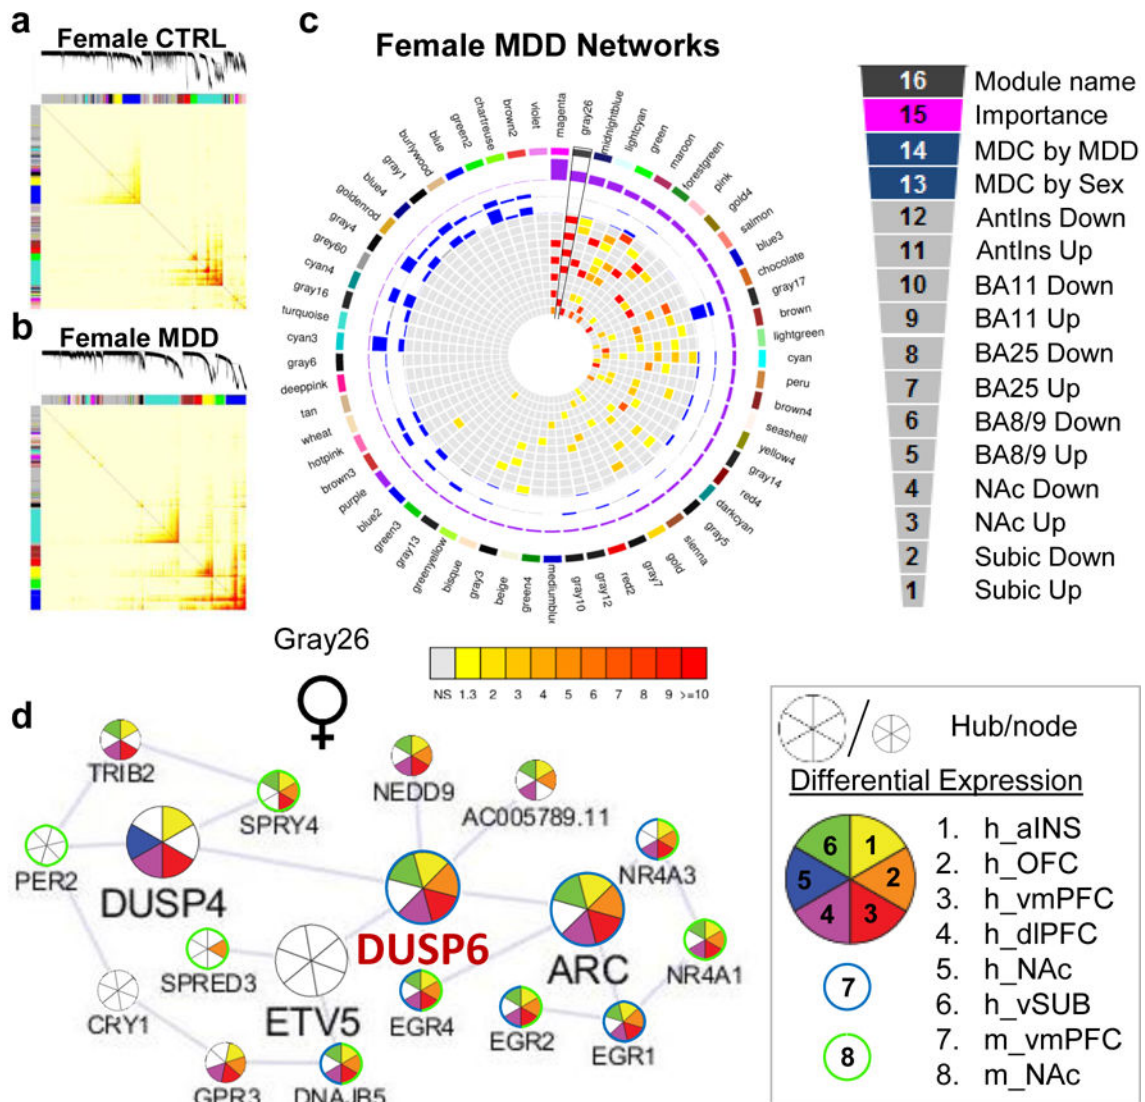 a
Female CTRL
b
Female MDD
c
Female MDD Networks
magenta
gray26
midnightblue
lightcyan
green
maroon
forestgreen
pink
gold4
salmon
blue3
chocolate
gray17
brown
lightgreen
cyan
peru
brown4
seashell
yellow4
gray14
red4
darkcyan
gray5
sienna
gold
gray7
red2
gray12
gray10
mediumblue
green4
beige
gray3
bisque
greenyellow
gray13
green3
blue2
purple
brown3
hotpink
wheat
tan
deeppink
gray6
cyan3
turquoise
gray16
cyan4
grey60
gray4
goldenrod
blue4
gray1
burlywood
blue
green2
chartreuse
brown2
violet
16 Module name
15 Importance
14 MDC by MDD
13 MDC by Sex
12 AntIns Down
11 AntIns Up
10 BA11 Down
9 BA11 Up
8 BA25 Down
7 BA25 Up
6 BA8/9 Down
5 BA8/9 Up
4 NAc Down
3 NAc Up
2 Subic Down
1 Subic Up
NS 1.3 2 3 4 5 6 7 8 9 >=10
d
Gray26
♀
TRIB2
SPRY4
PER2
DUSP4
NEDD9
AC005789.11
NR4A3
DUSP6
ARC
NR4A1
SPRED3
ETV5
CRY1
EGR4
EGR2
EGR1
GPR3
DNAJB5
/ Hub/node
Differential Expression
1
2
3
4
5
6
7
8
1. h_aINS
2. h_OFC
3. h_vmPFC
4. h_dlPFC
5. h_NAc
6. h_vSUB
7. m_vmPFC
8. m_NAc